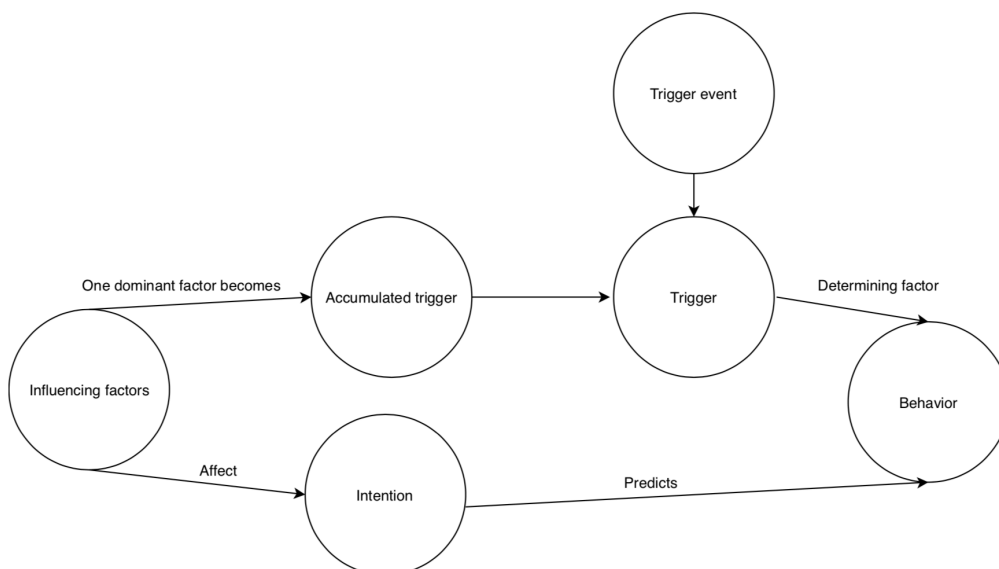 Trigger event
One dominant factor becomes
Accumulated trigger
Trigger
Determining factor
Influencing factors
Behavior
Affect
Intention
Predicts